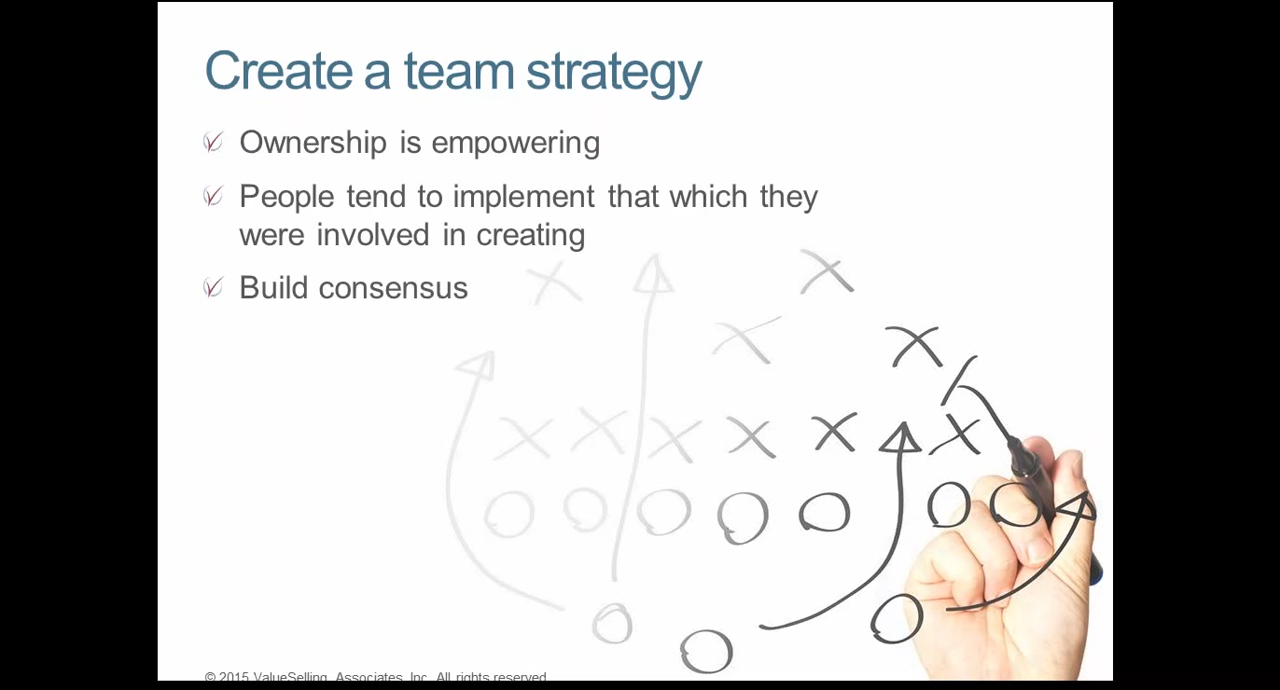 Create a team strategy
Ownership is empowering
People tend to implement that which they
were involved in creating
Build consensus
© 2015 ValueSelling Associates, Inc. All rights reserved